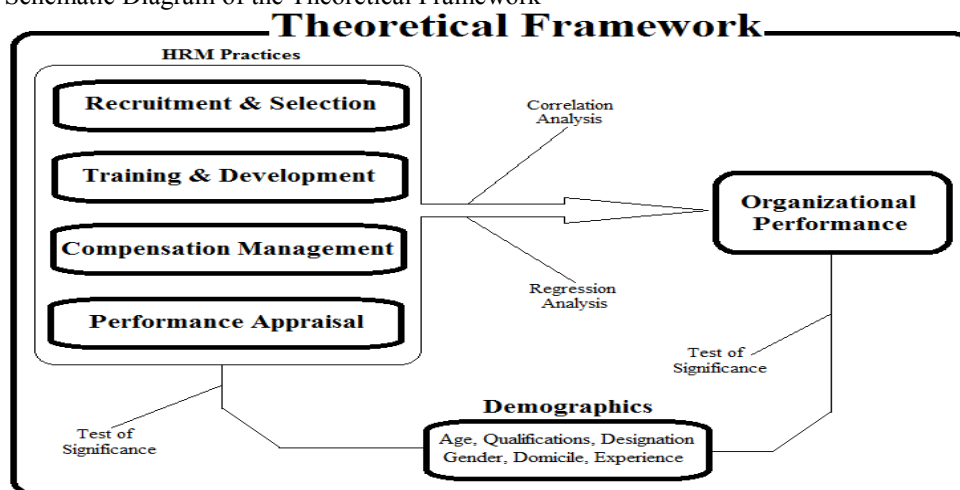 Schematic Diagram of the Theoretical Framework
Theoretical Framework
HRM Practices
Recruitment & Selection
Training & Development
Compensation Management
Performance Appraisal
Correlation
Analysis
Regression
Analysis
Organizational
Performance
Test of
Significance
Test of
Significance
Demographics
Age, Qualifications, Designation
Gender, Domicile, Experience